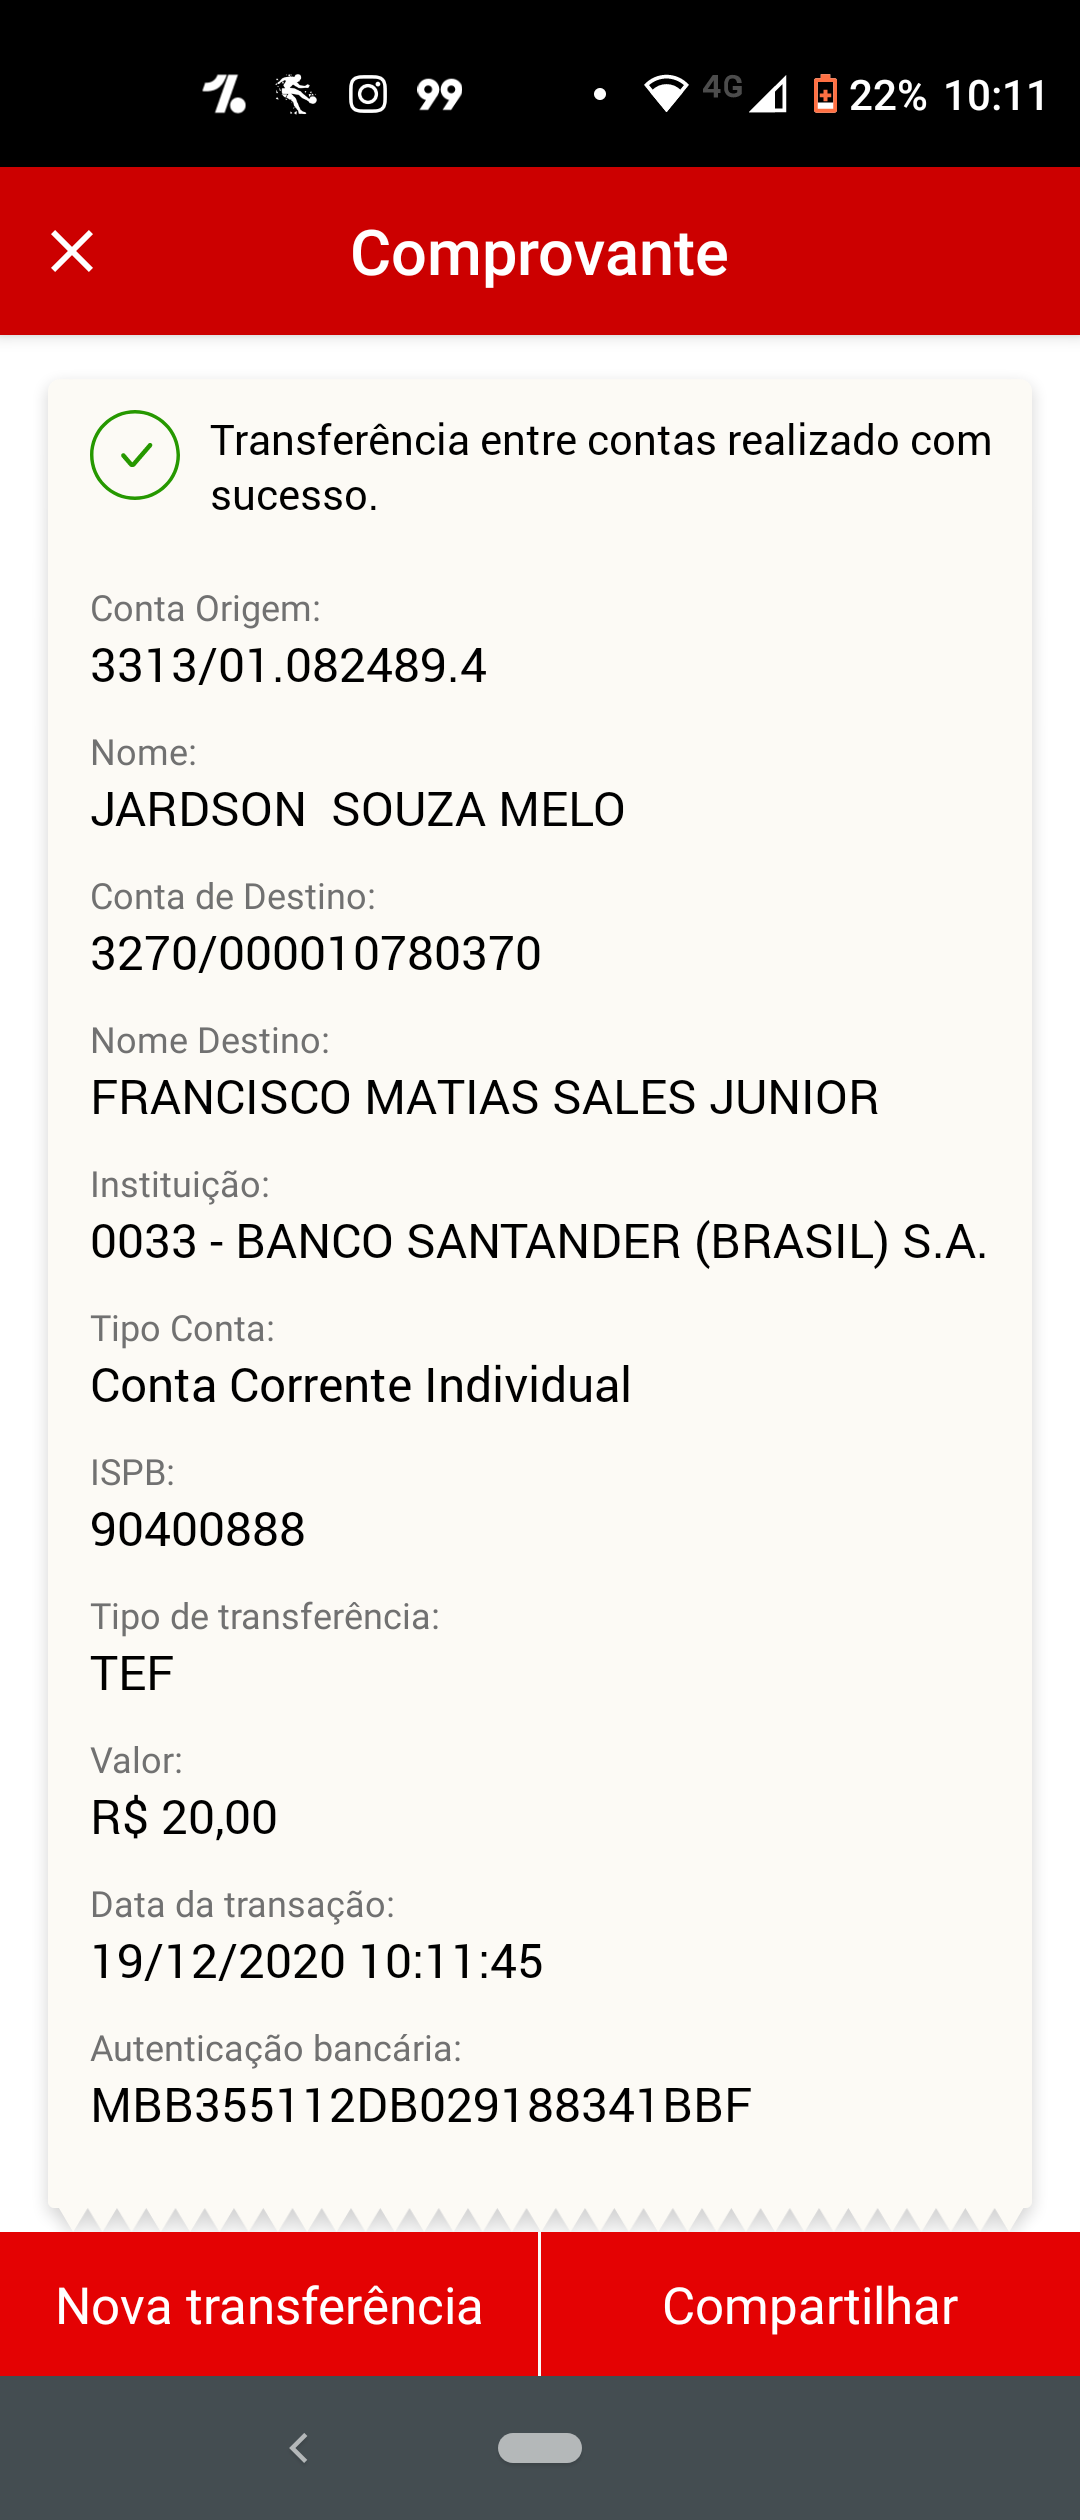 99 4G 22% 10:11
Comprovante
Transferência entre contas realizado com
sucesso.
Conta Origem:
3313/01.082489.4
Nome:
JARDSON  SOUZA MELO
Conta de Destino:
3270/000010780370
Nome Destino:
FRANCISCO MATIAS SALES JUNIOR
Instituição:
0033 - BANCO SANTANDER (BRASIL) S.A.
Tipo Conta:
Conta Corrente Individual
ISPB:
90400888
Tipo de transferência:
TEF
Valor:
R$ 20,00
Data da transação:
19/12/2020 10:11:45
Autenticação bancária:
MBB355112DB029188341BBF
Nova transferência
Compartilhar